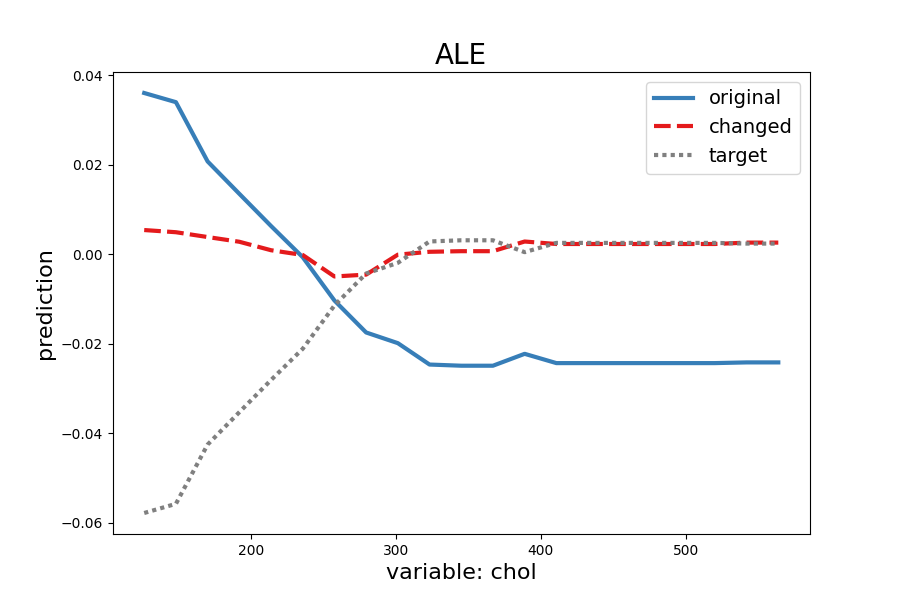 ALE
original
changed
target
0.04
0.02
0.00
−0.02
−0.04
−0.06
prediction
200
300
400
500
variable: chol